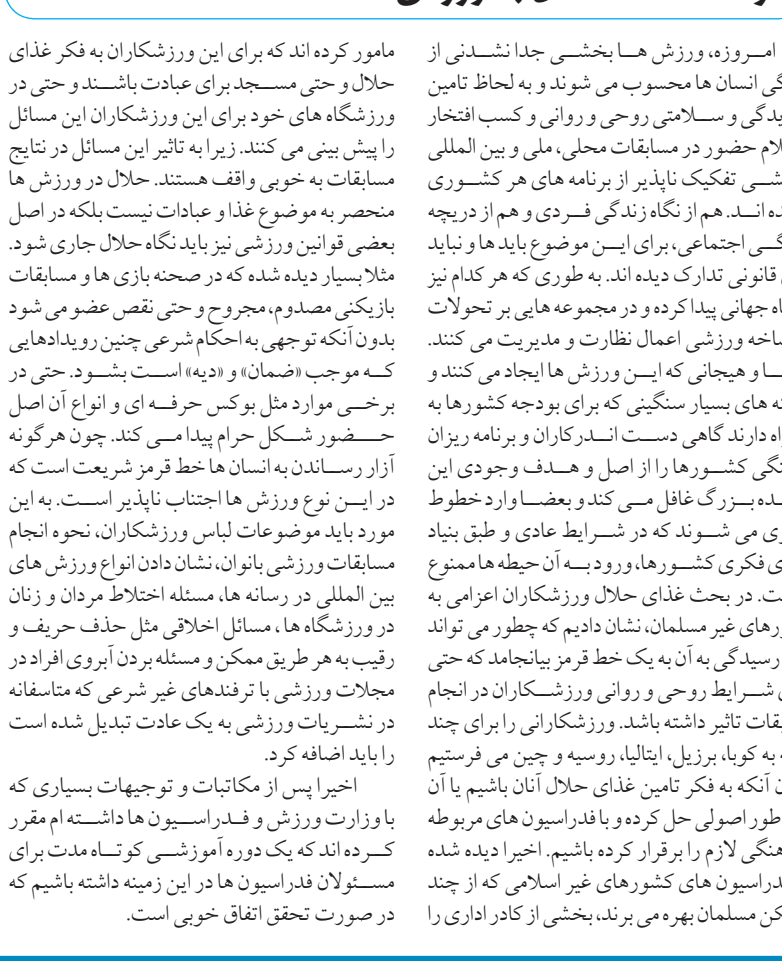 امروزه، ورزش ها بخشی جدا نشدنی از
انسان ها محسوب می شوند و به لحاظ تامین
و سلامتی روحی و روانی و کسب افتخار
حضور در مسابقات محلی، ملی و بین المللی
تفکیک ناپذیر از برنامه های هر کشوری
اند. هم از نگاه زندگی فردی و هم از دریچه
اجتماعی، برای این موضوع باید ها و نباید
قانونی تدارک دیده اند. به طوری که هر کدام نیز
جهانی پیدا کرده و در مجموعه هایی بر تحولات
ورزشی اعمال نظارت و مدیریت می کنند.
و هیجانی که این ورزش ها ایجاد می کنند و
های بسیار سنگینی که برای بودجه کشورها به
دارند گاهی دست اندرکاران و برنامه ریزان
کشورها را از اصل و هدف وجودی این
بزرگ غافل می کند و بعضا وارد خطوط
می شوند که در شرایط عادی و طبق بنیاد
فکری کشورها، ورود به آن حیطه ها ممنوع
در بحث غذای حلال ورزشکاران اعزامی به
غیر مسلمان، نشان دادیم که چطور می تواند
رسیدگی به آن به یک خط قرمز بیانجامد که حتی
شرایط روحی و روانی ورزشکاران در انجام
تاثیر داشته باشد. ورزشکارانی را برای چند
به کوبا، برزیل، ایتالیا، روسیه و چین می فرستیم
آنکه به فکر تامین غذای حلال آنان باشیم یا آن
طور اصولی حل کرده و با فدراسیون های مربوطه
لازم را برقرار کرده باشیم. اخیرا دیده شده
های کشورهای غیر اسلامی که از چند
مسلمان بهره می برند، بخشی از کادر اداری را
مامور کرده اند که برای این ورزشکاران به فکر غذای
حلال و حتی مسجد برای عبادت باشند و حتی در
ورزشگاه های خود برای این ورزشکاران این مسائل
را پیش بینی می کنند. زیرا به تاثیر این مسائل در نتایج
مسابقات به خوبی واقف هستند. حلال در ورزش ها
منحصر به موضوع غذا و عبادات نیست بلکه در اصل
بعضی قوانین ورزشی نیز باید نگاه حلال جاری شود.
مثلا بسیار دیده شده که در صحنه بازی ها و مسابقات
بازیکنی مصدوم، مجروح و حتی نقص عضو می شود
بدون آنکه توجهی به احکام شرعی چنین رویدادهایی
که موجب «ضمان» و «دیه» است بشود. حتی در
برخی موارد مثل بوکس حرفه ای و انواع آن اصل
حضور شکل حرام پیدا می کند. چون هرگونه
آزار رساندن به انسان ها خط قرمز شریعت است که
در این نوع ورزش ها اجتناب ناپذیر است. به این
مورد باید موضوعات لباس ورزشکاران، نحوه انجام
مسابقات ورزشی بانوان، نشان دادن انواع ورزش های
بین المللی در رسانه ها، مسئله اختلاط مردان و زنان
در ورزشگاه ها، مسائل اخلاقی مثل حذف حریف و
رقیب به هر طریق ممکن و مسئله بردن آبروی افراد در
مجلات ورزشی با ترفندهای غیر شرعی که متاسفانه
در نشریات ورزشی به یک عادت تبدیل شده است
را باید اضافه کرد.
اخیرا پس از مکاتبات و توجیهات بسیاری که
با وزارت ورزش و فدراسیون ها داشته ام مقرر
کرده اند که یک دوره آموزشی کوتاه مدت برای
مسئولان فدراسیون ها در این زمینه داشته باشیم که
در صورت تحقق اتفاق خوبی است.